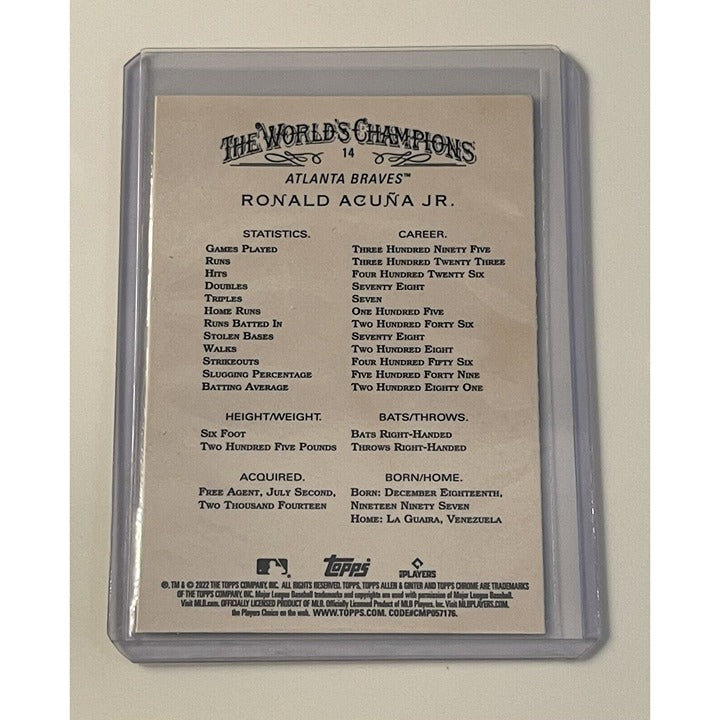 THE WORLD'S CHAMPIONS
14
ATLANTA BRAVES™
RONALD ACUÑA JR.
STATISTICS. CAREER.
GAMES PLAYED THREE HUNDRED NINETY FIVE
RUNS THREE HUNDRED TWENTY THREE
HITS FOUR HUNDRED TWENTY SIX
DOUBLES SEVENTY EIGHT
TRIPLES SEVEN
HOME RUNS ONE HUNDRED FIVE
RUNS BATTED IN TWO HUNDRED FORTY SIX
STOLEN BASES SEVENTY EIGHT
WALKS TWO HUNDRED EIGHT
STRIKEOUTS FOUR HUNDRED FIFTY SIX
SLUGGING PERCENTAGE FIVE HUNDRED FORTY NINE
BATTING AVERAGE TWO HUNDRED EIGHTY ONE
HEIGHT/WEIGHT. BATS/THROWS.
SIX FOOT BATS RIGHT-HANDED
TWO HUNDRED FIVE POUNDS THROWS RIGHT-HANDED
ACQUIRED. BORN/HOME.
FREE AGENT, JULY SECOND, BORN: DECEMBER EIGHTEENTH,
TWO THOUSAND FOURTEEN NINETEEN NINETY SEVEN
HOME: LA GUAIRA, VENEZUELA
Topps PLAYERS
®, TM & © 2022 THE TOPPS COMPANY, INC. ALL RIGHTS RESERVED. TOPPS, TOPPS ALLEN & GINTER AND TOPPS CHROME ARE TRADEMARKS
OF THE TOPPS COMPANY, INC. Major League Baseball trademarks and copyrights are used with permission of Major League Baseball.
Visit MLB.com. OFFICIALLY LICENSED PRODUCT OF MLB. Officially Licensed Product of MLB Players, Inc. Visit MLBPLAYERS.COM,
the Players Choice on the web. WWW.TOPPS.COM. CODE#CMP057176.